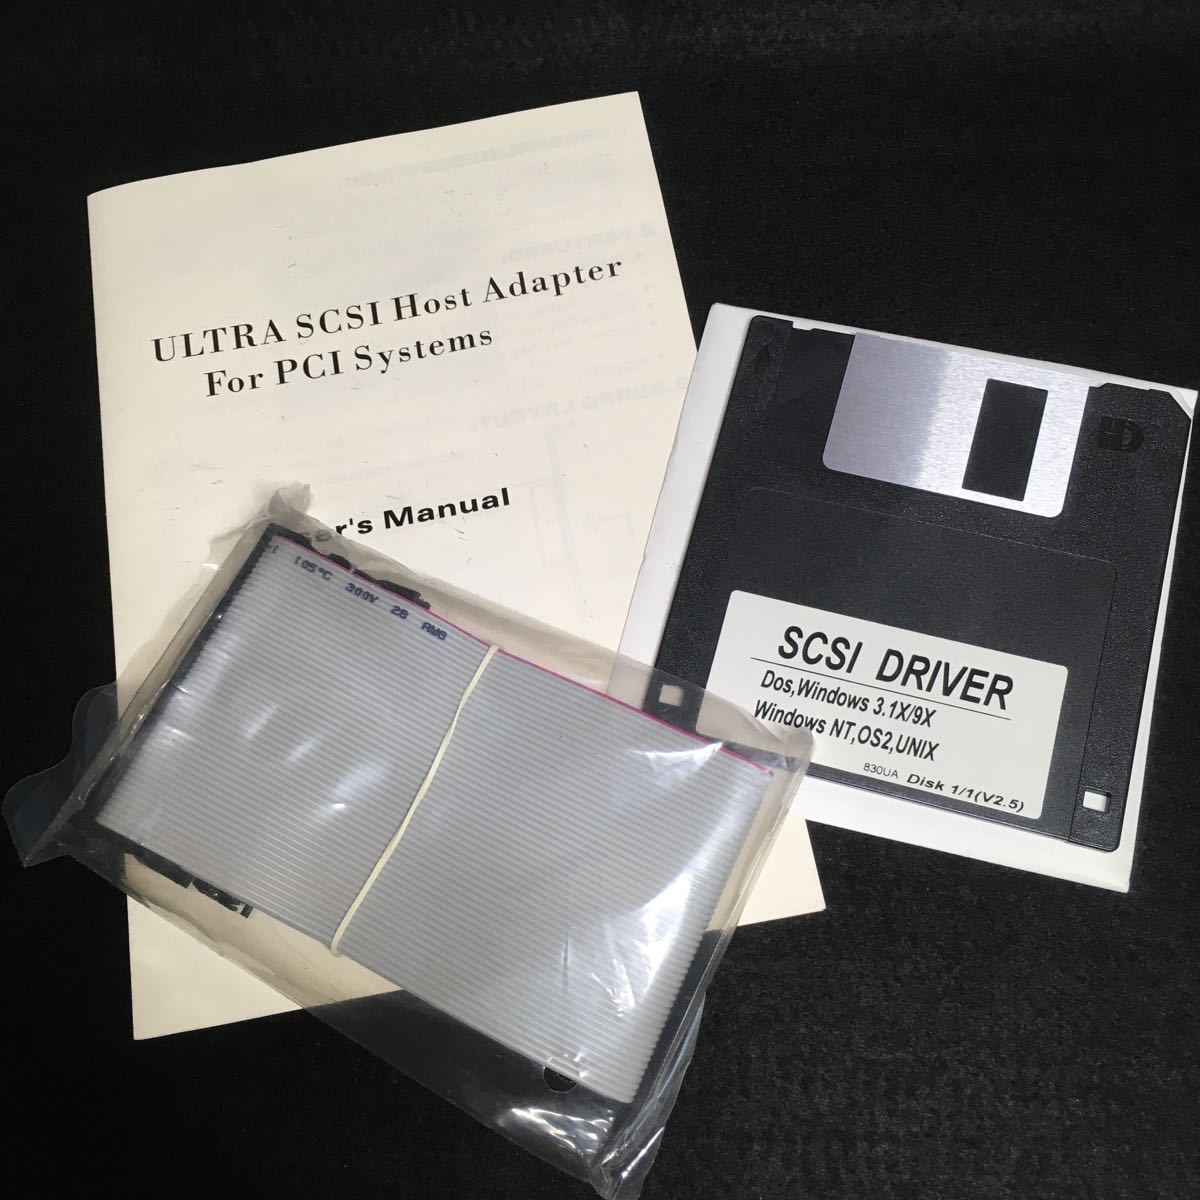 ULTRA SCSI Host Adapter
For PCI Systems
er's Manual
105°C 300V 28 AWG
HD
SCSI DRIVER
Dos,Windows 3.1X/9X
Windows NT,OS2,UNIX
830UA Disk 1/1(V2.5)